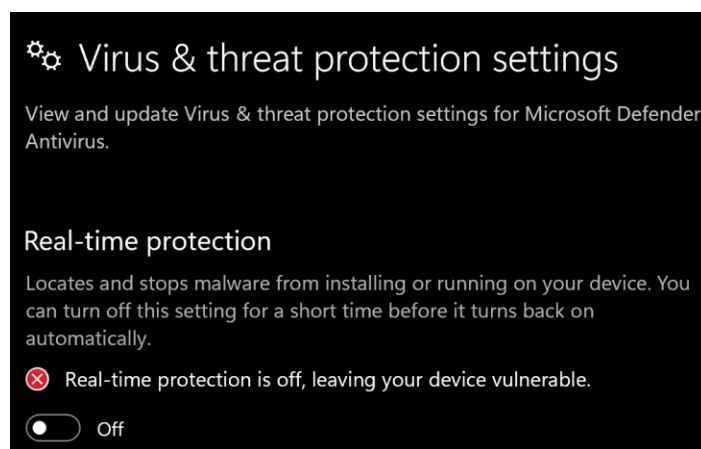 Virus & threat protection settings
View and update Virus & threat protection settings for Microsoft Defender
Antivirus.
Real-time protection
Locates and stops malware from installing or running on your device. You
can turn off this setting for a short time before it turns back on
automatically.
Real-time protection is off, leaving your device vulnerable.
Off